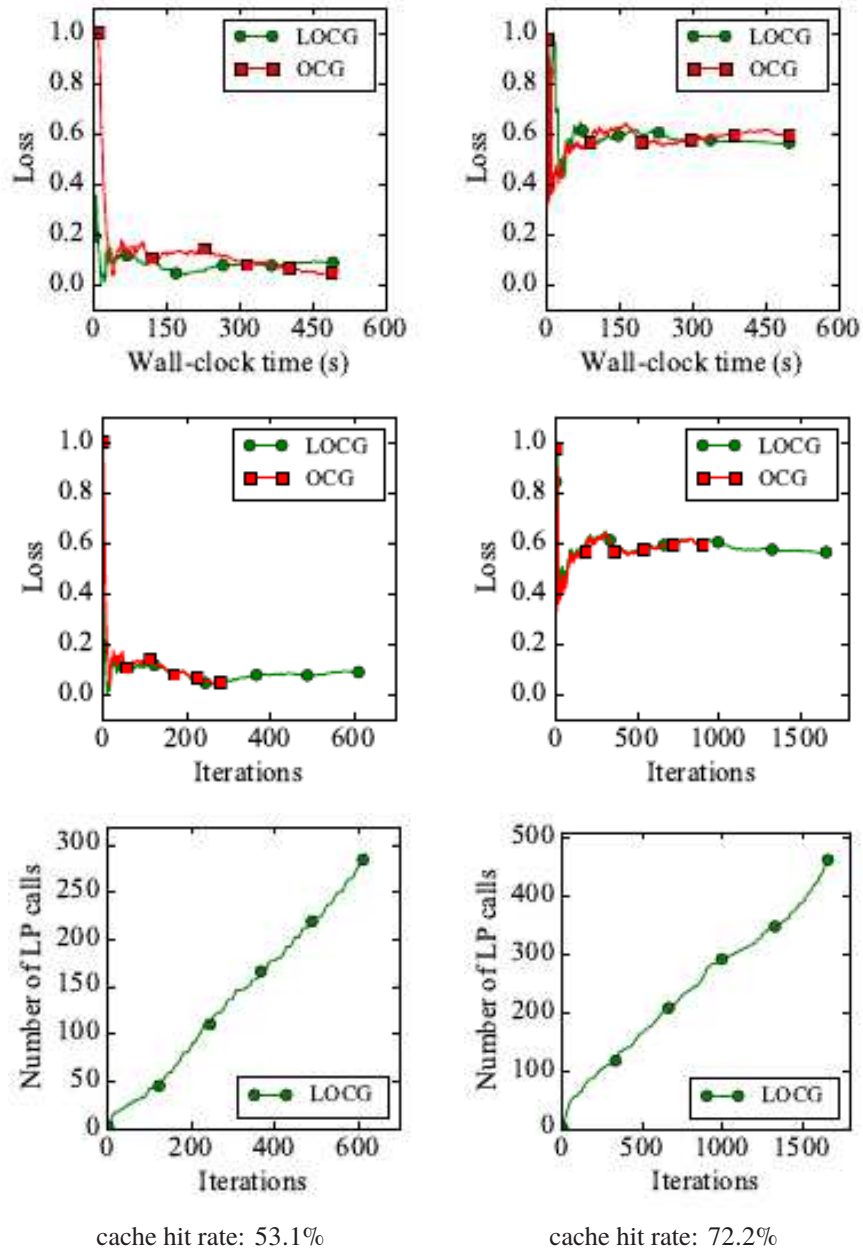 1.0
0.8
0.6
0.4
0.2
0.0
Loss
LOCG
OCG
0 150 300 450 600
Wall-clock time (s)
1.0
0.8
0.6
0.4
0.2
0.0
Loss
LOCG
OCG
0 150 300 450 600
Wall-clock time (s)
1.0
0.8
0.6
0.4
0.2
0.0
Loss
LOCG
OCG
0 200 400 600
Iterations
1.0
0.8
0.6
0.4
0.2
0.0
Loss
LOCG
OCG
0 500 1000 1500
Iterations
300
250
200
150
100
50
0
Number of LP calls
LOCG
0 200 400 600
Iterations
500
400
300
200
100
0
Number of LP calls
LOCG
0 500 1000 1500
Iterations
cache hit rate: 53.1%
cache hit rate: 72.2%